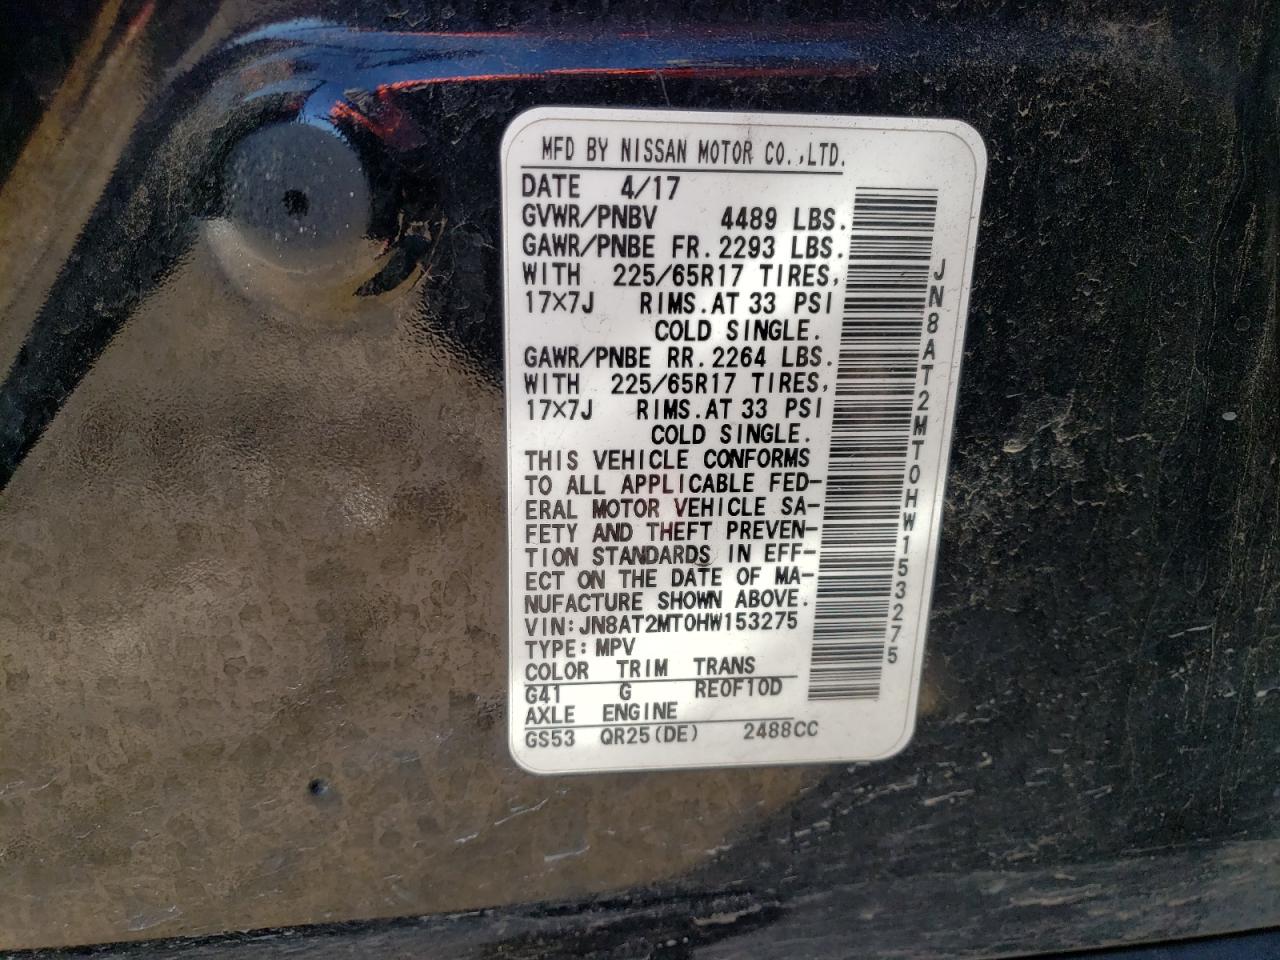 MFD BY NISSAN MOTOR CO.,LTD.
DATE 4/17
GVWR/PNBV 4489 LBS.
GAWR/PNBE FR. 2293 LBS.
WITH 225/65R17 TIRES,
17×7J RIMS. AT 33 PSI
COLD SINGLE.
GAWR/PNBE RR. 2264 LBS.
WITH 225/65R17 TIRES,
17×7J RIMS. AT 33 PSI
COLD SINGLE.
THIS VEHICLE CONFORMS
TO ALL APPLICABLE FED-
ERAL MOTOR VEHICLE SA-
FETY AND THEFT PREVEN-
TION STANDARDS IN EFF-
ECT ON THE DATE OF MA-
NUFACTURE SHOWN ABOVE.
VIN:JN8AT2MT0HW153275
TYPE:MPV
COLOR TRIM TRANS
G41 G RE0F10D
AXLE ENGINE
GS53 QR25(DE) 2488CC
JN8AT2MT0HW153275